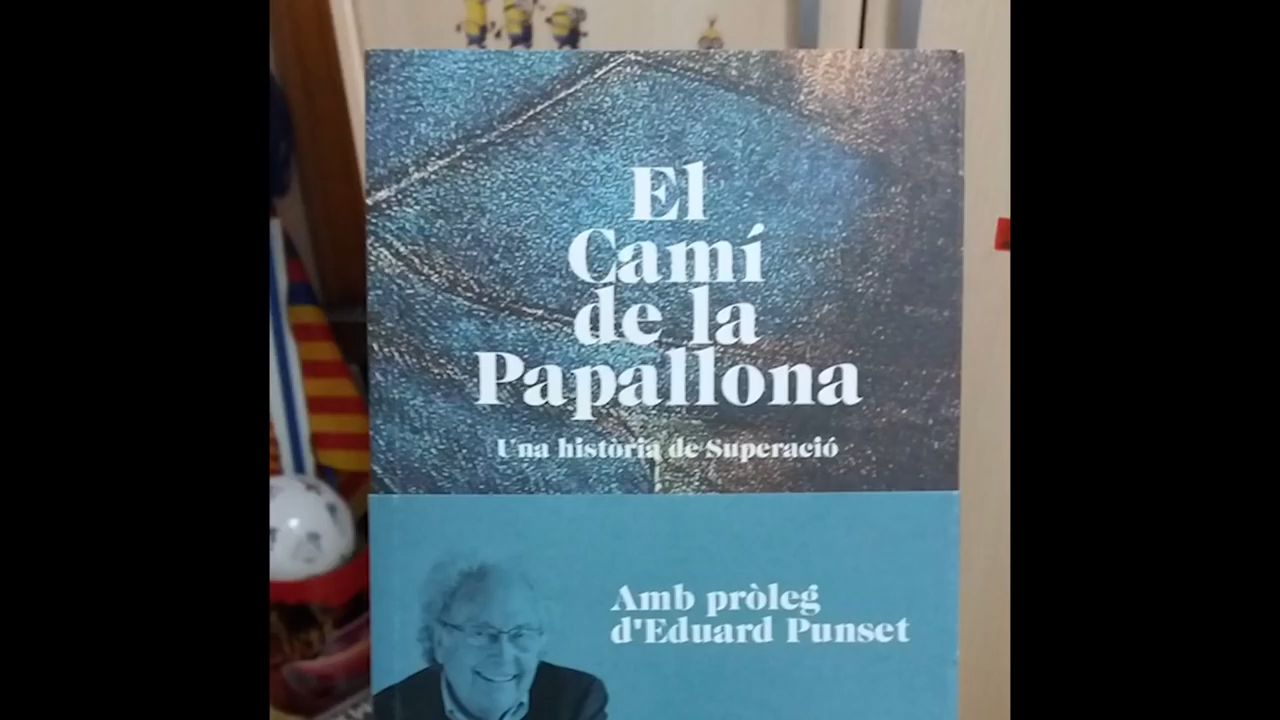 El
Camí
de la
Papallona
Una història de Superació
Amb pròleg
d'Eduard Punset